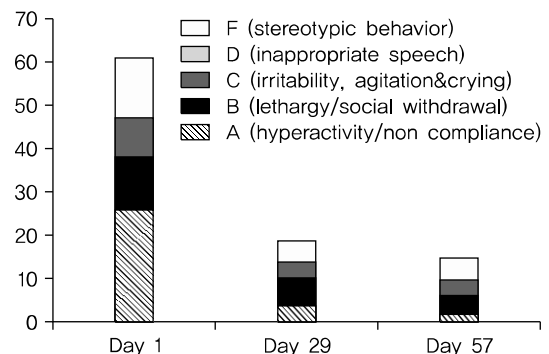 70
60
50
40
30
20
10
0
F (stereotypic behavior)
D (inappropriate speech)
C (irritability, agitation&crying)
B (lethargy/social withdrawal)
A (hyperactivity/non compliance)
Day 1
Day 29
Day 57